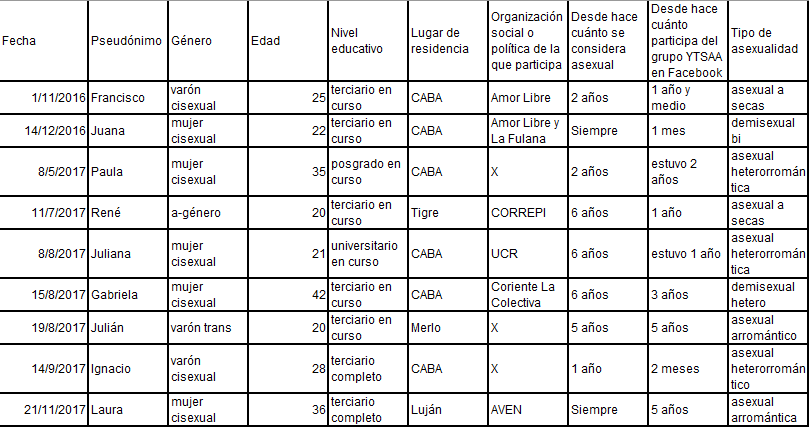 Fecha	Pseudónimo	Género	Edad	Nivel educativo	Lugar de residencia	Organización social o política de la que participa	Desde hace cuánto se considera asexual	Desde hace cuánto participa del grupo YTSAA en Facebook	Tipo de asexualidad
1/11/2016	Francisco	varón cisexual	25	terciario en curso	CABA	Amor Libre	2 años	1 año y medio	asexual a secas
14/12/2016	Juana	mujer cisexual	22	terciario en curso	CABA	Amor Libre y La Fulana	Siempre	1 mes	demisexual bi
8/5/2017	Paula	mujer cisexual	35	posgrado en curso	CABA	X	2 años	estuvo 2 años	asexual heterorromántica
11/7/2017	René	a-género	20	terciario en curso	Tigre	CORREPI	6 años	1 año	asexual a secas
8/8/2017	Juliana	mujer cisexual	21	universitario en curso	CABA	UCR	6 años	estuvo 1 año	asexual heterorromántica
15/8/2017	Gabriela	mujer cisexual	42	terciario en curso	CABA	Coriente La Colectiva	6 años	3 años	demisexual hetero
19/8/2017	Julián	varón trans	20	terciario en curso	Merlo	X	5 años	5 años	asexual arromántico
14/9/2017	Ignacio	varón cisexual	28	terciario completo	CABA	X	1 año	2 meses	asexual heterorromántico
21/11/2017	Laura	mujer cisexual	36	terciario completo	Luján	AVEN	Siempre	5 años	asexual arromántica